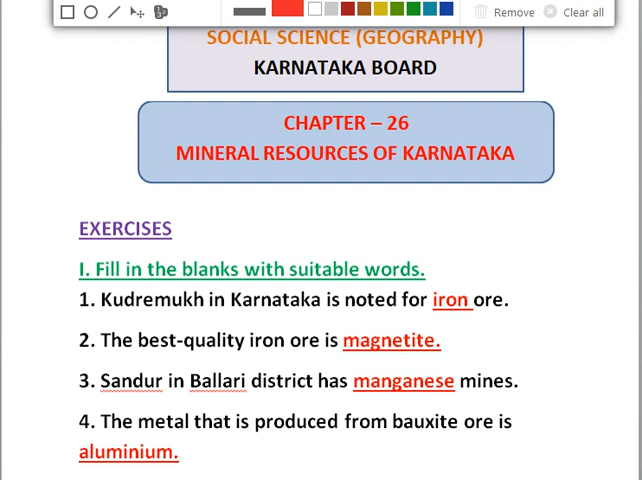 Remove
Clear all
SOCIAL SCIENCE (GEOGRAPHY)
KARNATAKA BOARD
CHAPTER – 26
MINERAL RESOURCES OF KARNATAKA
EXERCISES
I. Fill in the blanks with suitable words.
1. Kudremukh in Karnataka is noted for iron ore.
2. The best-quality iron ore is magnetite.
3. Sandur in Ballari district has manganese mines.
4. The metal that is produced from bauxite ore is
aluminium.